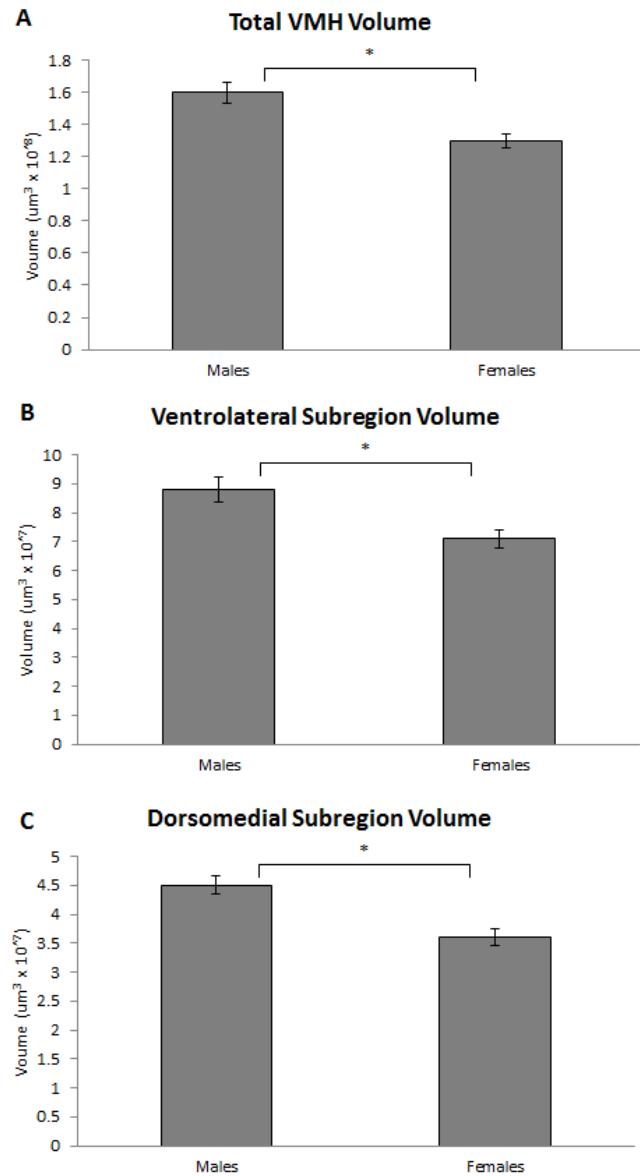 A
Total VMH Volume
*
1.8
1.6
1.4
1.2
1
0.8
0.6
0.4
0.2
0
Voume (um³ x 10^8)
Males Females
B
Ventrolateral Subregion Volume
*
10
9
8
7
6
5
4
3
2
1
0
Volume (um³ x 10^7)
Males Females
C
Dorsomedial Subregion Volume
*
5
4.5
4
3.5
3
2.5
2
1.5
1
0.5
0
Voume (um³ x 10^7)
Males Females